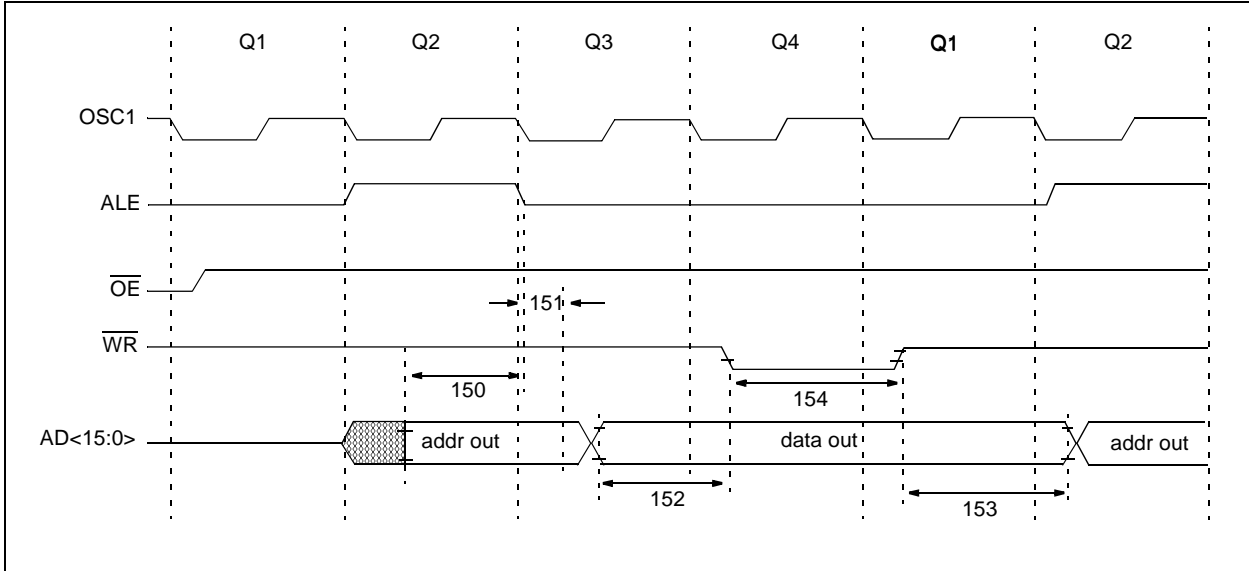 Q1 Q2 Q3 Q4 Q1 Q2
OSC1
ALE
OE
151
WR
150
154
AD<15:0>
addr out data out addr out
152
153